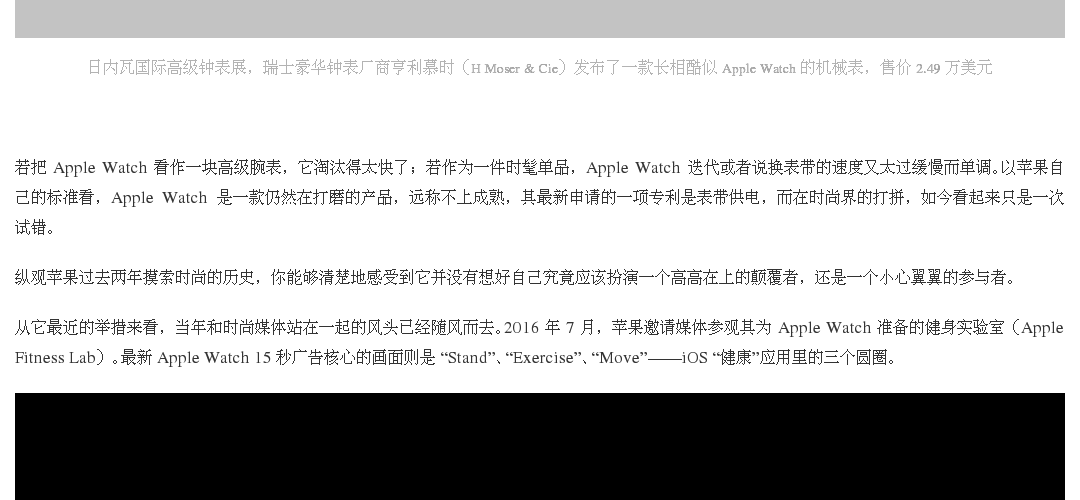 日内瓦国际高级钟表展，瑞士豪华钟表厂商亨利慕时（H Moser & Cie）发布了一款长相酷似 Apple Watch 的机械表，售价 2.49 万美元
若把 Apple Watch 看作一块高级腕表，它淘汰得太快了；若作为一件时髦单品，Apple Watch 迭代或者说换表带的速度又太过缓慢而单调。以苹果自
己的标准看，Apple Watch 是一款仍然在打磨的产品，远称不上成熟，其最新申请的一项专利是表带供电，而在时尚界的打拼，如今看起来只是一次
试错。
纵观苹果过去两年摸索时尚的历史，你能够清楚地感受到它并没有想好自己究竟应该扮演一个高高在上的颠覆者，还是一个小心翼翼的参与者。
从它最近的举措来看，当年和时尚媒体站在一起的风头已经随风而去。2016 年 7 月，苹果邀请媒体参观其为 Apple Watch 准备的健身实验室（Apple
Fitness Lab）。最新 Apple Watch 15 秒广告核心的画面则是 “Stand”、“Exercise”、“Move”——iOS “健康”应用里的三个圆圈。